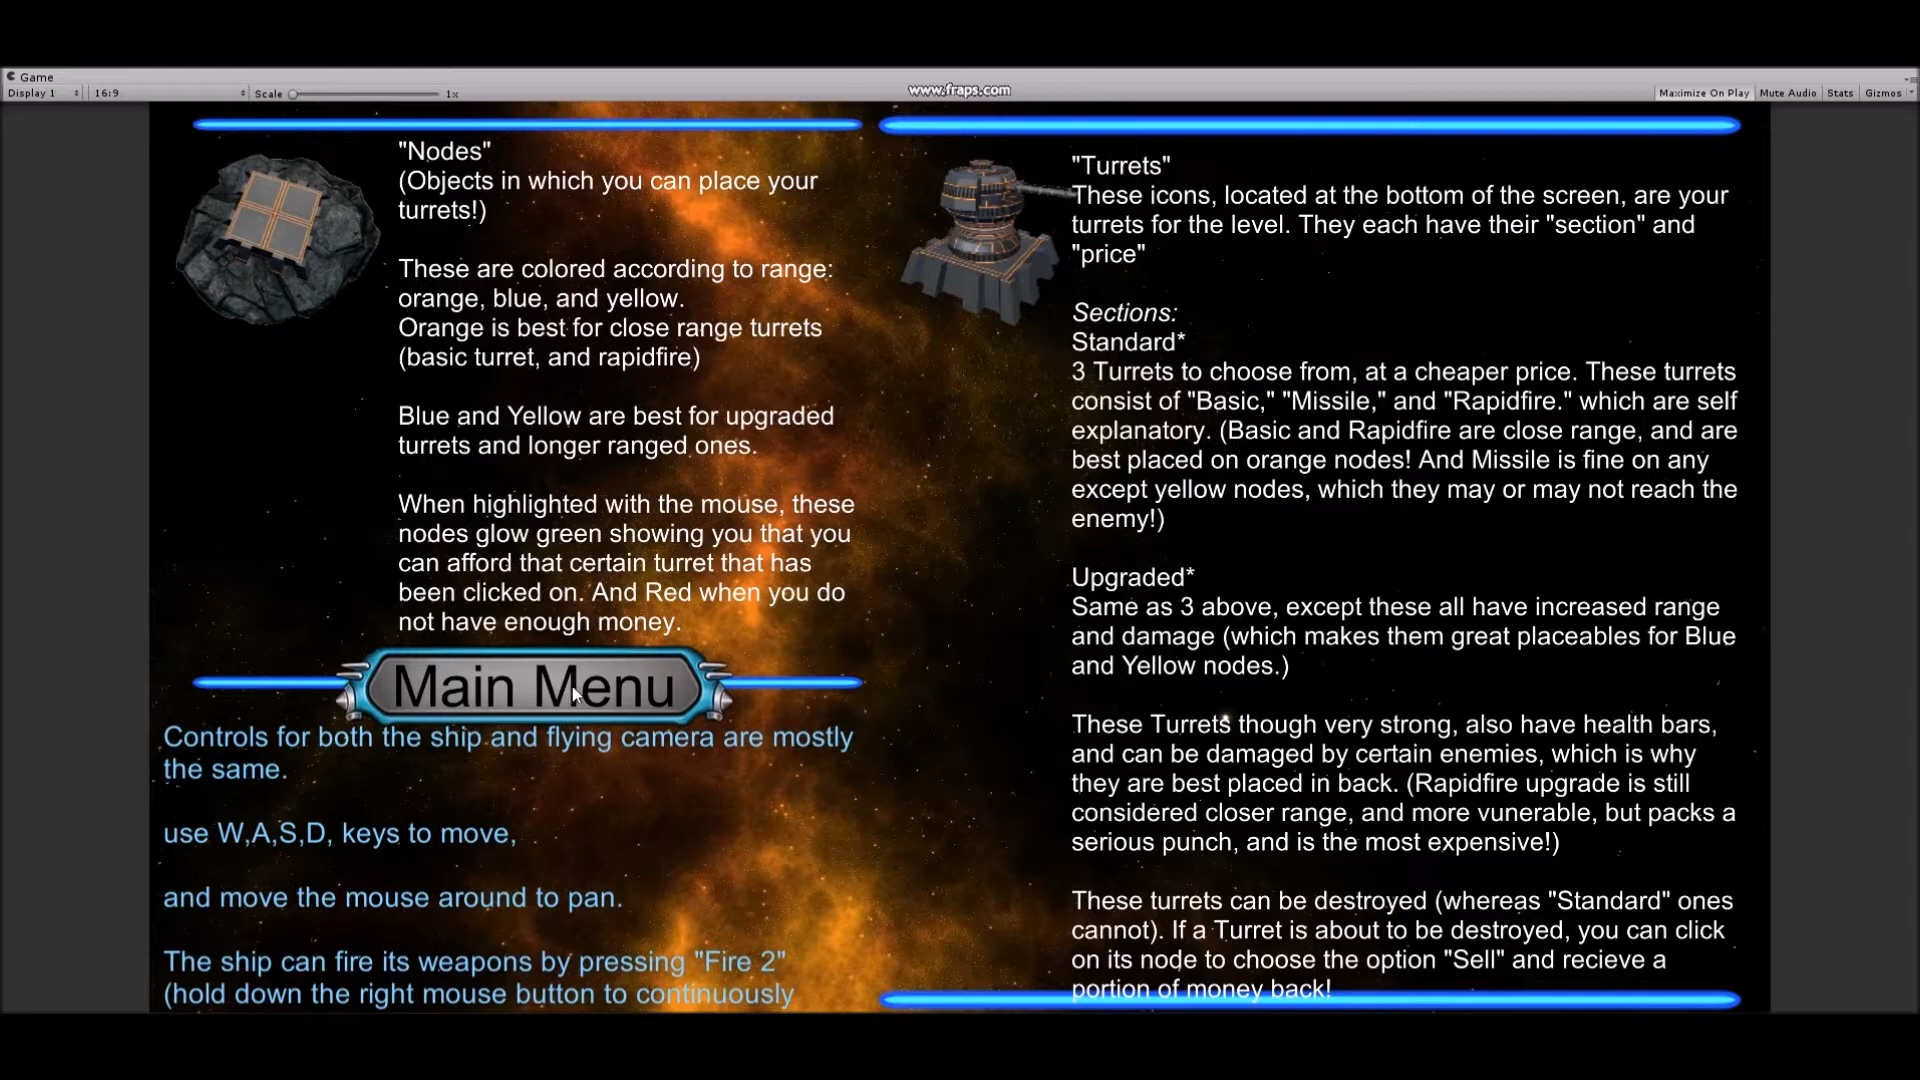 Game
Display 1
16:9
Scale
1x
www.fraps.com
Maximize On Play
Mute Audio
Stats
Gizmos
"Nodes"
(Objects in which you can place your
turrets!)
These are colored according to range:
orange, blue, and yellow.
Orange is best for close range turrets
(basic turret, and rapidfire)
Blue and Yellow are best for upgraded
turrets and longer ranged ones.
When highlighted with the mouse, these
nodes glow green showing you that you
can afford that certain turret that has
been clicked on. And Red when you do
not have enough money.
Main Menu
Controls for both the ship and flying camera are mostly
the same.
use W,A,S,D, keys to move,
and move the mouse around to pan.
The ship can fire its weapons by pressing "Fire 2"
(hold down the right mouse button to continuously
"Turrets"
These icons, located at the bottom of the screen, are your
turrets for the level. They each have their "section" and
"price"
Sections:
Standard*
3 Turrets to choose from, at a cheaper price. These turrets
consist of "Basic," "Missile," and "Rapidfire." which are self
explanatory. (Basic and Rapidfire are close range, and are
best placed on orange nodes! And Missile is fine on any
except yellow nodes, which they may or may not reach the
enemy!)
Upgraded*
Same as 3 above, except these all have increased range
and damage (which makes them great placeables for Blue
and Yellow nodes.)
These Turrets though very strong, also have health bars,
and can be damaged by certain enemies, which is why
they are best placed in back. (Rapidfire upgrade is still
considered closer range, and more vunerable, but packs a
serious punch, and is the most expensive!)
These turrets can be destroyed (whereas "Standard" ones
cannot). If a Turret is about to be destroyed, you can click
on its node to choose the option "Sell" and recieve a
portion of money back!